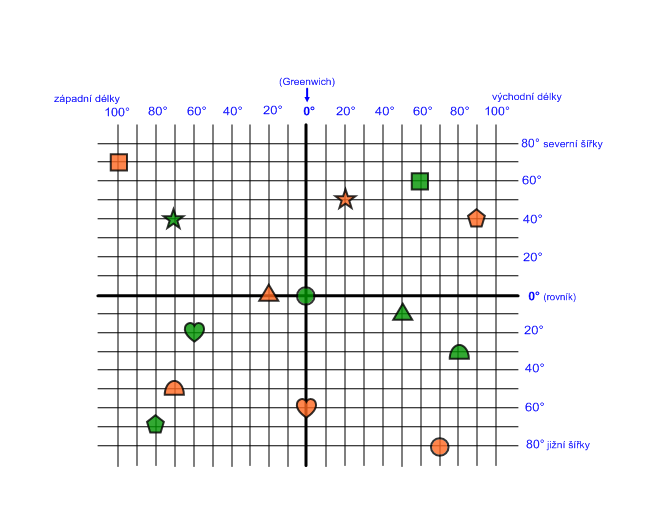 (Greenwich)
západní délky
východní délky
100° 80° 60° 40° 20° 0° 20° 40° 60° 80° 100°
80° severní šířky
60°
40°
20°
0° (rovník)
20°
40°
60°
80° jižní šířky